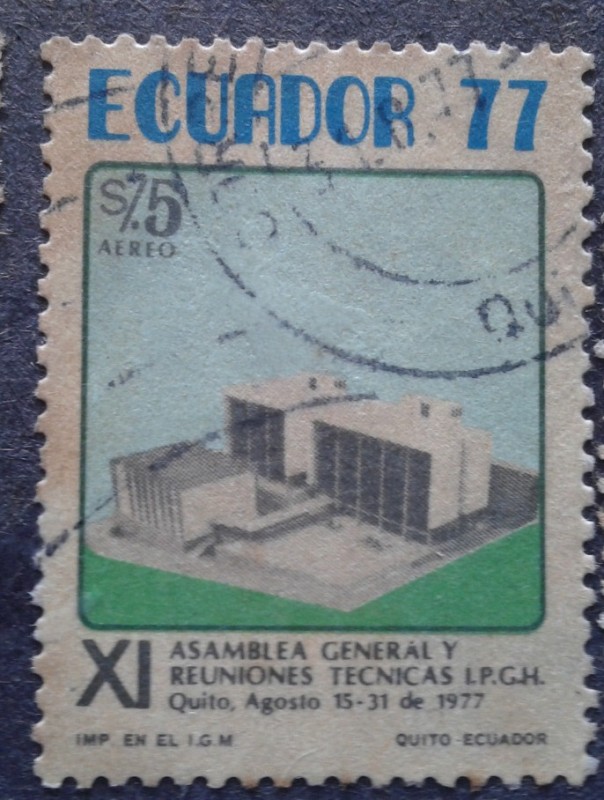 ECUADOR 77
S/.5
AEREO
Qui
XI ASAMBLEA GENERAL Y
REUNIONES TECNICAS I.P.G.H.
Quito, Agosto 15-31 de 1977
IMP EN EL I.G.M QUITO-ECUADOR